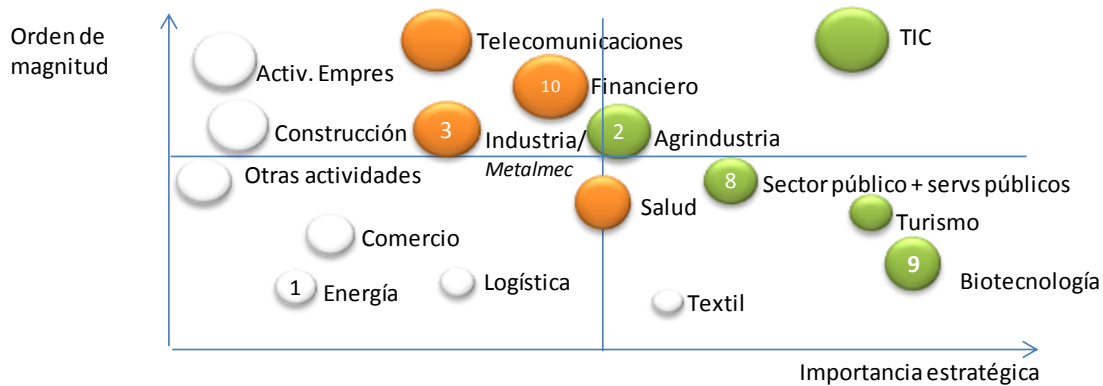 Orden de
magnitud
Telecomunicaciones
TIC
Activ. Empres
10
Financiero
Construcción
3
Industria/
Metalmec
2
Agrindustria
Otras actividades
8
Sector público + servs públicos
Salud
Turismo
Comercio
9
Biotecnología
1
Energía
Logística
Textil
Importancia estratégica